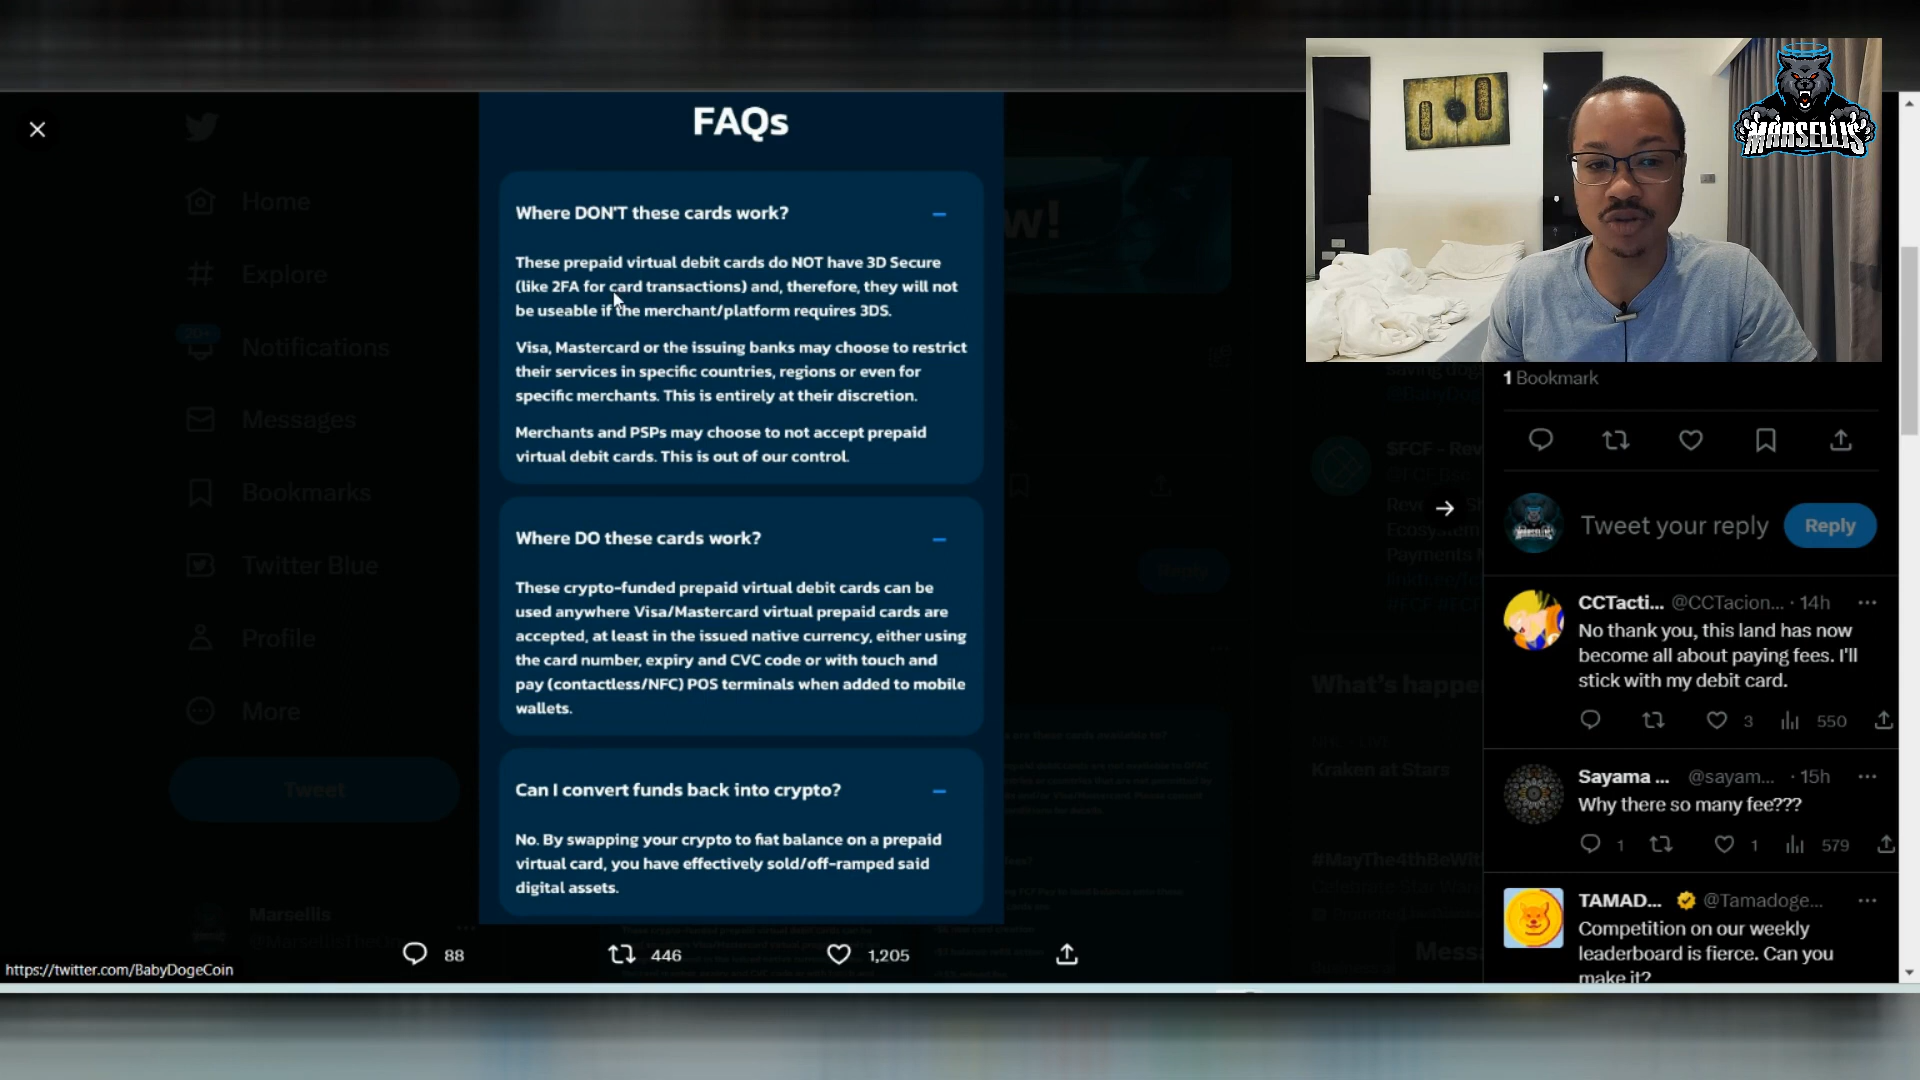 FAQs
Where DON'T these cards work?
These prepaid virtual debit cards do NOT have 3D Secure
(like 2FA for card transactions) and, therefore, they will not
be useable if the merchant/platform requires 3DS.
Visa, Mastercard or the issuing banks may choose to restrict
their services in specific countries, regions or even for
specific merchants. This is entirely at their discretion.
Merchants and PSPs may choose to not accept prepaid
virtual debit cards. This is out of our control.
Where DO these cards work?
These crypto-funded prepaid virtual debit cards can be
used anywhere Visa/Mastercard virtual prepaid cards are
accepted, at least in the issued native currency, either using
the card number, expiry and CVC code or with touch and
pay (contactless/NFC) POS terminals when added to mobile
wallets.
Can I convert funds back into crypto?
No. By swapping your crypto to fiat balance on a prepaid
virtual card, you have effectively sold/off-ramped said
digital assets.
88 446 1,205
https://twitter.com/BabyDogeCoin
Home
Explore
Notifications
Messages
Bookmarks
Twitter Blue
Profile
More
Tweet
Marsellis
MARSELLIS
1 Bookmark
Tweet your reply
Reply
CCTacti... @CCTacion... · 14h
No thank you, this land has now
become all about paying fees. I'll
stick with my debit card.
3 550
Sayama ... @sayam... · 15h
Why there so many fee???
1 1 579
TAMAD... @Tamadoge...
Competition on our weekly
leaderboard is fierce. Can you
make it?
What's happe
Kraken at Stars
#MayThe4thBeWit